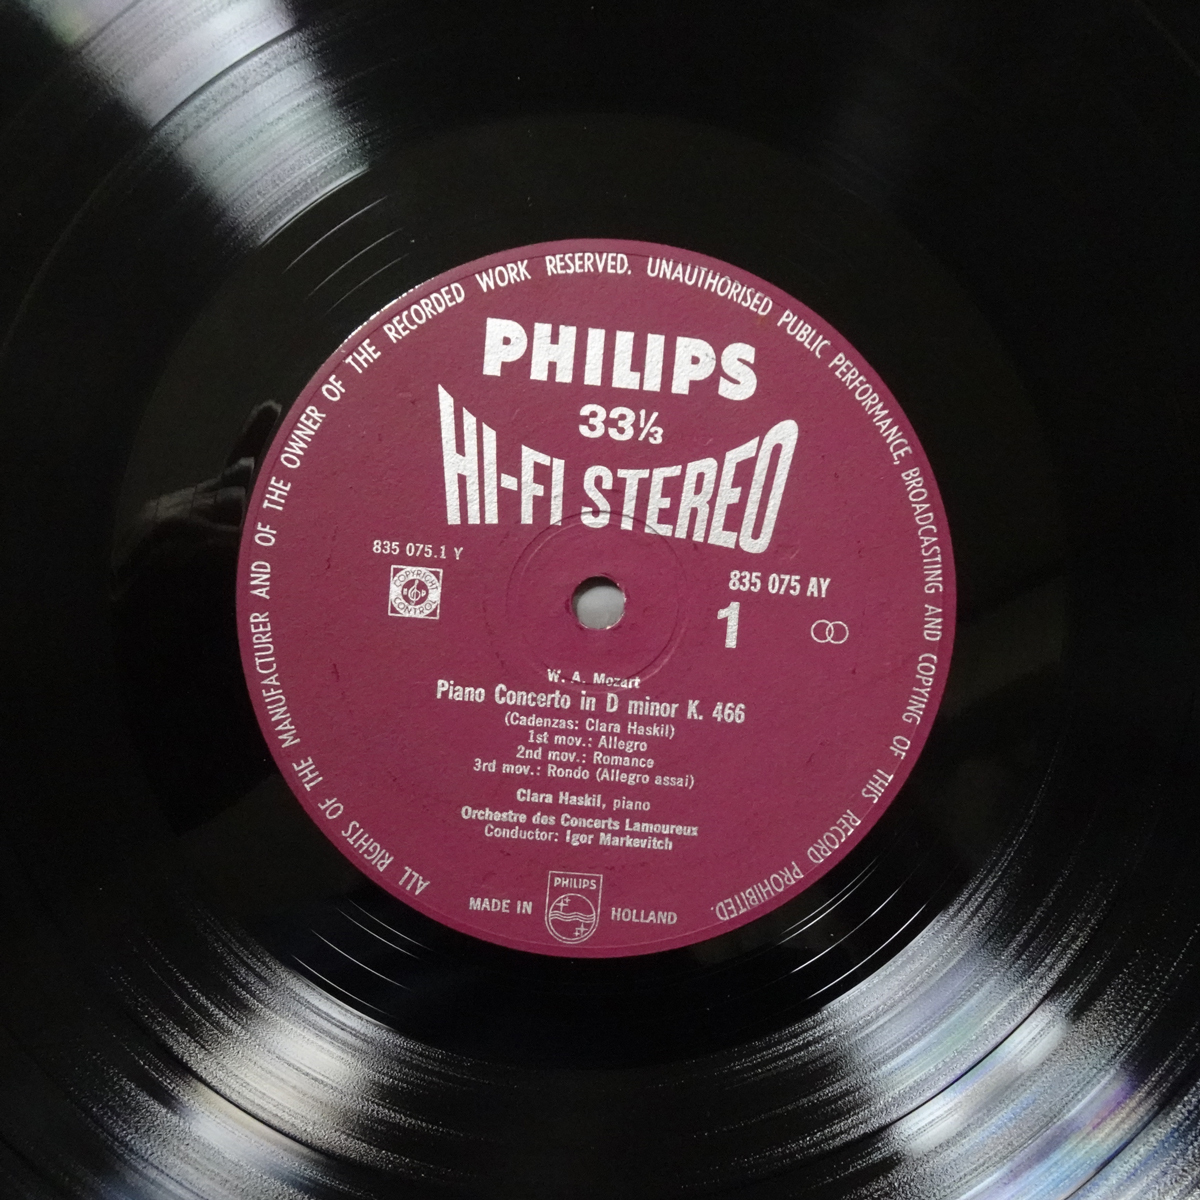 ALL RIGHTS OF THE MANUFACTURER AND OF THE OWNER OF THE RECORDED WORK RESERVED. UNAUTHORISED PUBLIC PERFORMANCE, BROADCASTING AND COPYING OF THIS RECORD PROHIBITED.
PHILIPS
33⅓
HI-FI STEREO
835 075.1 Y
COPYRIGHT
CONTROL
835 075 AY
1
W. A. Mozart
Piano Concerto in D minor K. 466
(Cadenzas: Clara Haskil)
1st mov.: Allegro
2nd mov.: Romance
3rd mov.: Rondo (Allegro assai)
Clara Haskil, piano
Orchestre des Concerts Lamoureux
Conductor: Igor Markevitch
PHILIPS
MADE IN HOLLAND